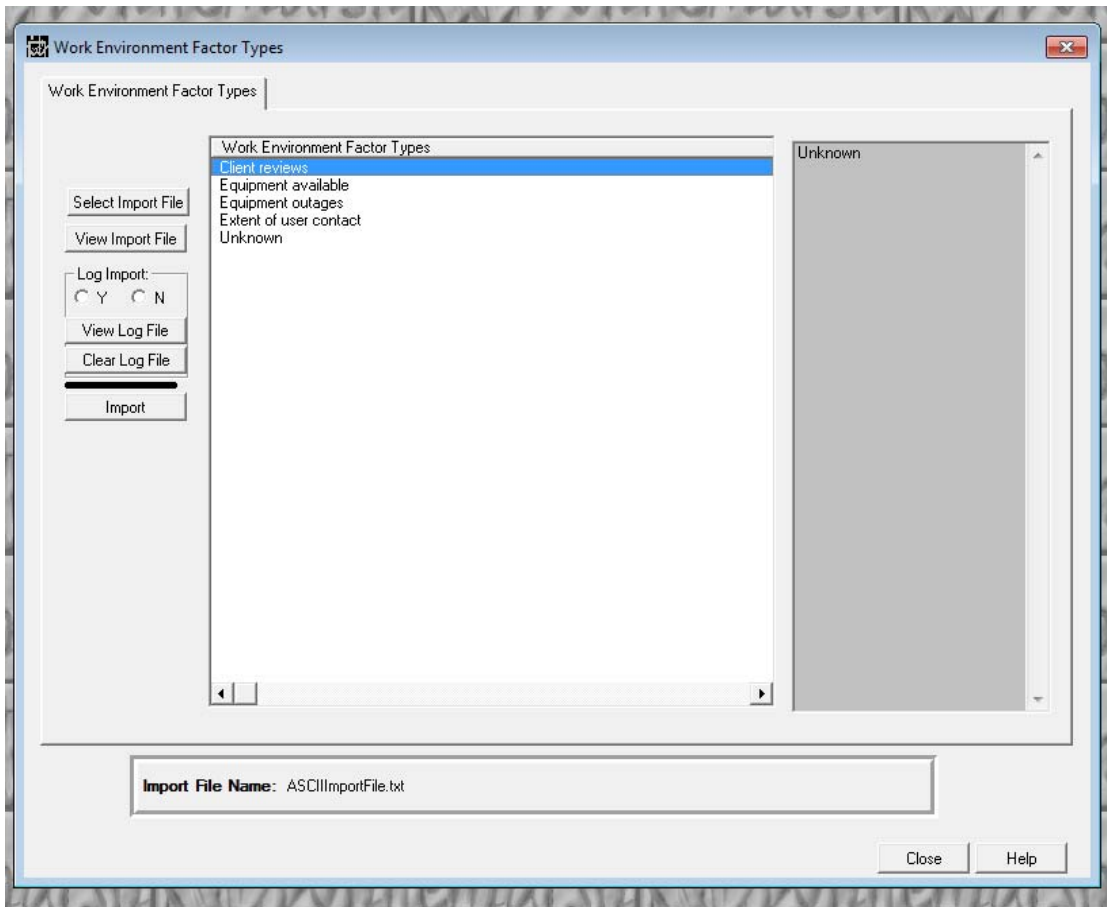 Work Environment Factor Types
Work Environment Factor Types
Work Environment Factor Types
Client reviews
Equipment available
Equipment outages
Extent of user contact
Unknown
Unknown
Select Import File
View Import File
Log Import:
Y N
View Log File
Clear Log File
Import
Import File Name: ASCIIImportFile.txt
Close Help